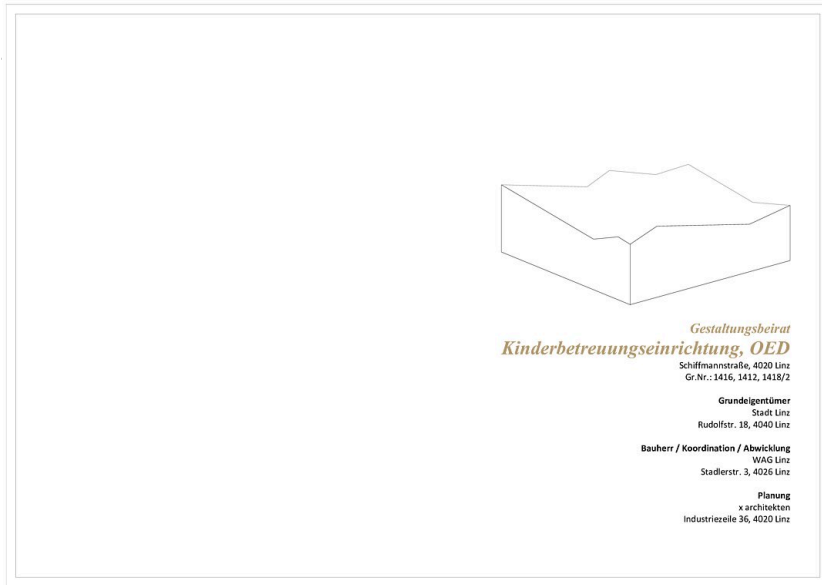 Gestaltungsbeirat
Kinderbetreuungseinrichtung, OED
Schiffmannstraße, 4020 Linz
Gr.Nr.: 1416, 1412, 1418/2
Grundeigentümer
Stadt Linz
Rudolfstr. 18, 4040 Linz
Bauherr / Koordination / Abwicklung
WAG Linz
Stadlerstr. 3, 4026 Linz
Planung
x architekten
Industriezeile 36, 4020 Linz